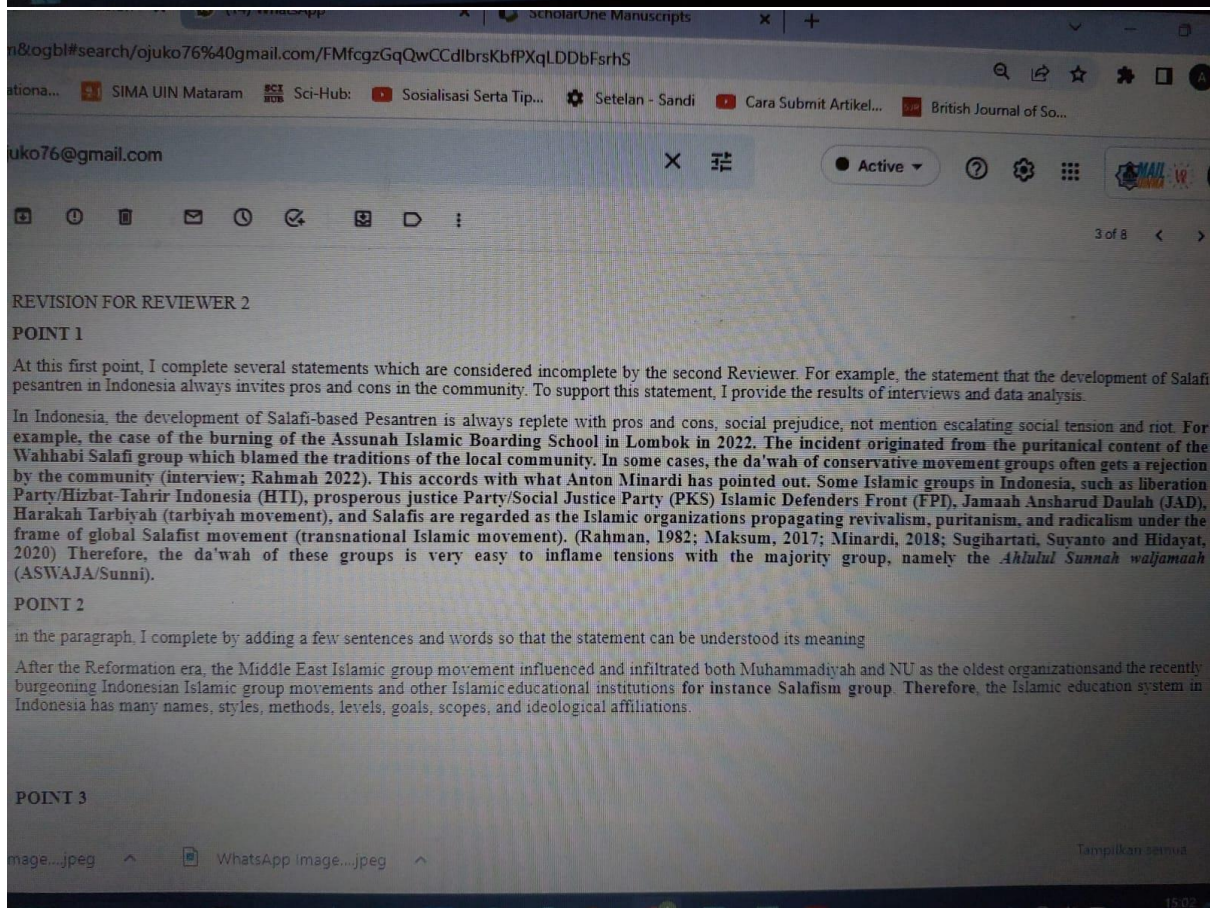 WhatsApp
ScholarOne Manuscripts
n&ogbl#search/ojuko76%40gmail.com/FMfcgzGqQwCCdlbrsKbfPXqLDDbFsrhS
ationa...
SIMA UIN Mataram
SCI HUB
Sci-Hub:
Sosialisasi Serta Tip...
Setelan - Sandi
Cara Submit Artikel...
British Journal of So...
uko76@gmail.com
Active
MAIL
3 of 8
REVISION FOR REVIEWER 2
POINT 1
At this first point, I complete several statements which are considered incomplete by the second Reviewer. For example, the statement that the development of Salafi
pesantren in Indonesia always invites pros and cons in the community. To support this statement, I provide the results of interviews and data analysis.
In Indonesia, the development of Salafi-based Pesantren is always replete with pros and cons, social prejudice, not mention escalating social tension and riot. For
example, the case of the burning of the Assunah Islamic Boarding School in Lombok in 2022. The incident originated from the puritanical content of the
Wahhabi Salafi group which blamed the traditions of the local community. In some cases, the da'wah of conservative movement groups often gets a rejection
by the community (interview; Rahmah 2022). This accords with what Anton Minardi has pointed out. Some Islamic groups in Indonesia, such as liberation
Party/Hizbat-Tahrir Indonesia (HTI), prosperous justice Party/Social Justice Party (PKS) Islamic Defenders Front (FPI), Jamaah Ansharud Daulah (JAD),
Harakah Tarbiyah (tarbiyah movement), and Salafis are regarded as the Islamic organizations propagating revivalism, puritanism, and radicalism under the
frame of global Salafist movement (transnational Islamic movement). (Rahman, 1982; Maksum, 2017; Minardi, 2018; Sugihartati, Suyanto and Hidayat,
2020) Therefore, the da'wah of these groups is very easy to inflame tensions with the majority group, namely the Ahlulul Sunnah waljamaah
(ASWAJA/Sunni).
POINT 2
in the paragraph, I complete by adding a few sentences and words so that the statement can be understood its meaning
After the Reformation era, the Middle East Islamic group movement influenced and infiltrated both Muhammadiyah and NU as the oldest organizationsand the recently
burgeoning Indonesian Islamic group movements and other Islamic educational institutions for instance Salafism group. Therefore, the Islamic education system in
Indonesia has many names, styles, methods, levels, goals, scopes, and ideological affiliations.
POINT 3
mage....jpeg
WhatsApp Image....jpeg
Tampilkan semua
15:02